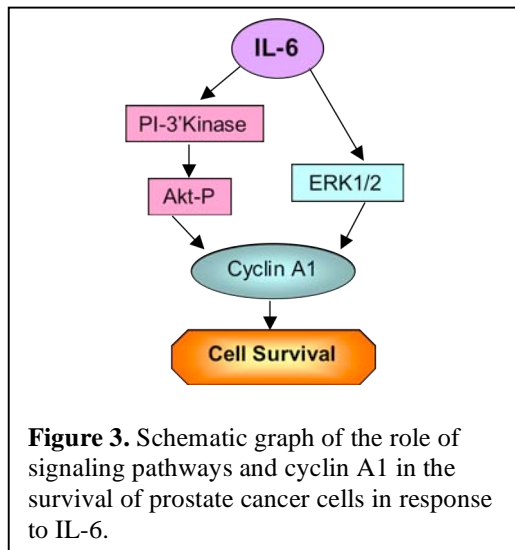 IL-6
PI-3'Kinase
Akt-P
ERK1/2
Cyclin A1
Cell Survival
Figure 3. Schematic graph of the role of
signaling pathways and cyclin A1 in the
survival of prostate cancer cells in response
to IL-6.